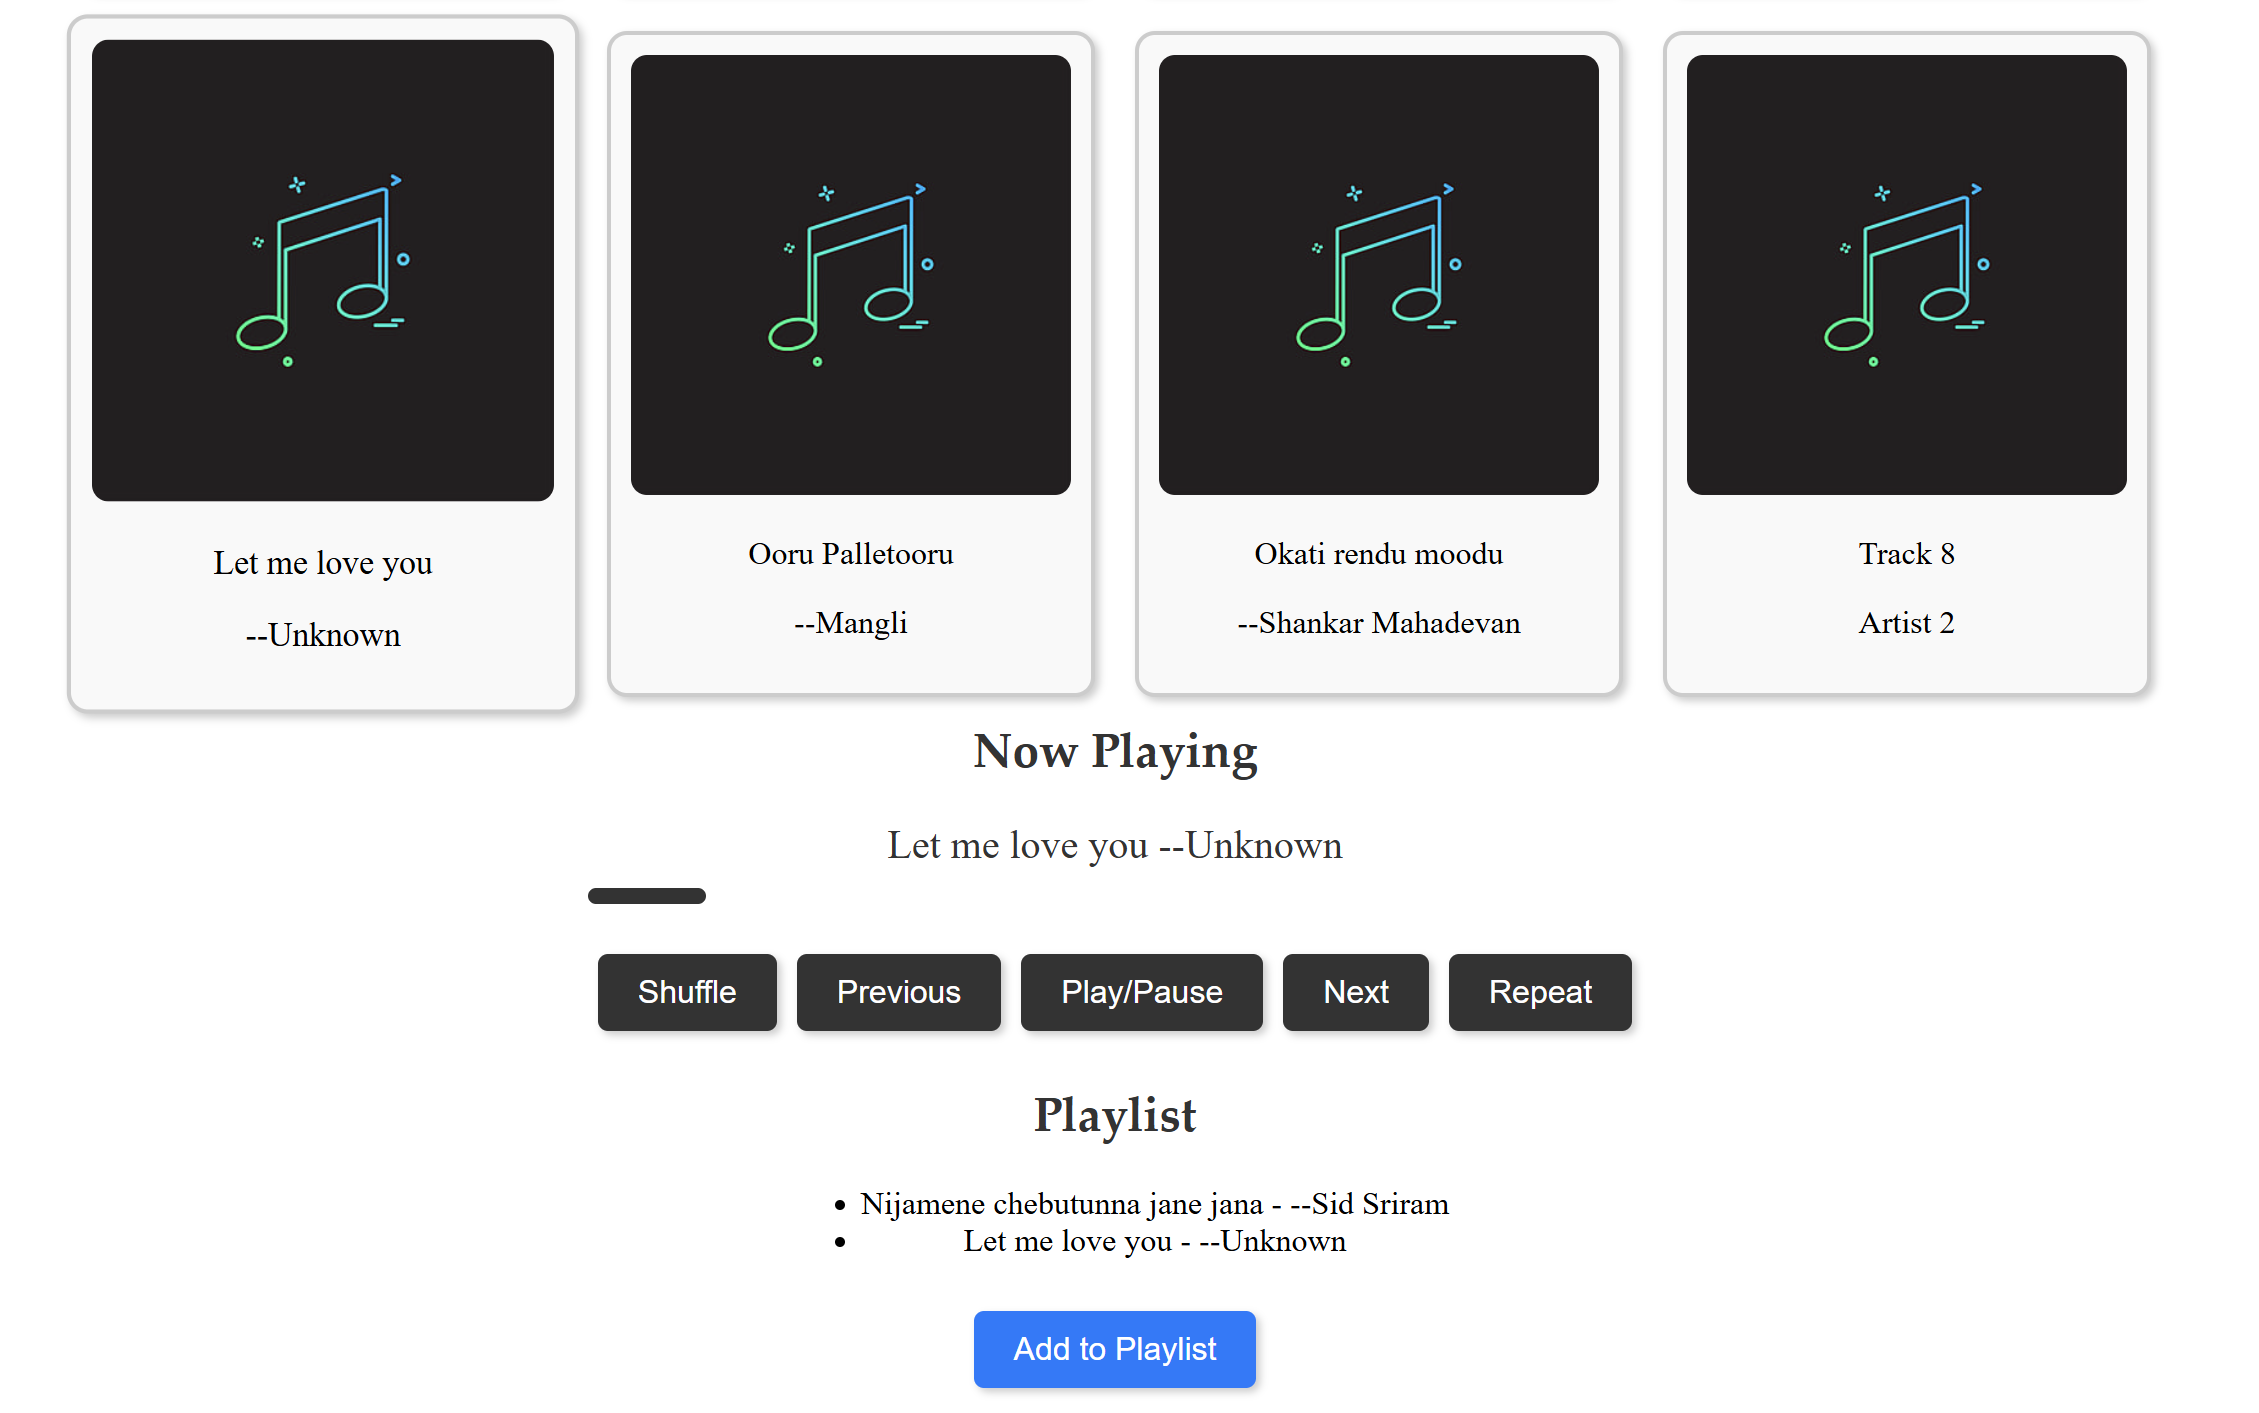 Let me love you
--Unknown
Ooru Palletooru
--Mangli
Okati rendu moodu
--Shankar Mahadevan
Track 8
Artist 2
Now Playing
Let me love you --Unknown
Shuffle
Previous
Play/Pause
Next
Repeat
Playlist
Nijamene chebutunna jane jana - --Sid Sriram
Let me love you - --Unknown
Add to Playlist